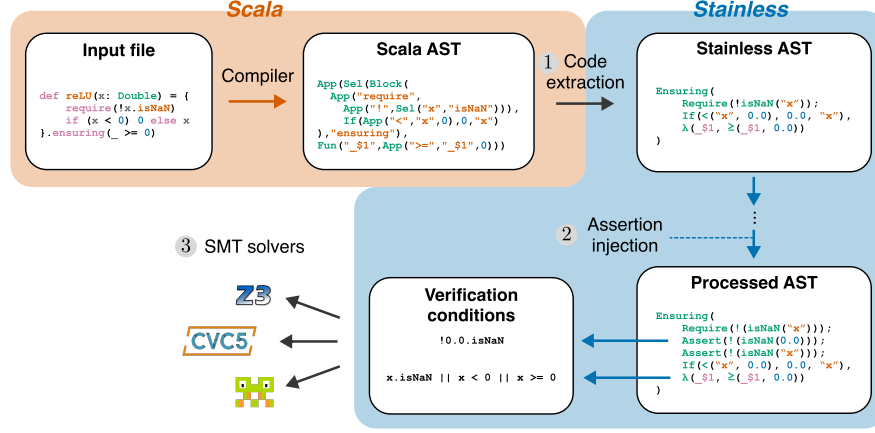 Scala
Stainless
Input file
def reLU(x: Double) = {
    require(!x.isNaN)
    if (x < 0) 0 else x
}.ensuring(_ >= 0)
Compiler
Scala AST
App(Sel(Block(
  App("require",
    App("!",Sel("x","isNaN"))),
    If(App("<","x",0),0,"x")
),"ensuring"),
Fun("_$1",App(">=","_$1",0)))
1 Code
extraction
Stainless AST
Ensuring(
    Require(!isNaN(“x”));
    If(<(“x”, 0.0), 0.0, “x”),
    λ(_$1, ≥(_$1, 0.0))
)
⋮
2 Assertion
injection
Processed AST
Ensuring(
    Require(!(isNaN(“x”)));
    Assert(!(isNaN(0.0)));
    Assert(!(isNaN(“x”)));
    If(<(“x”, 0.0), 0.0, “x”),
    λ(_$1, ≥(_$1, 0.0))
)
Verification
conditions
!0.0.isNaN
x.isNaN || x < 0 || x >= 0
3 SMT solvers
Z3
CVC5